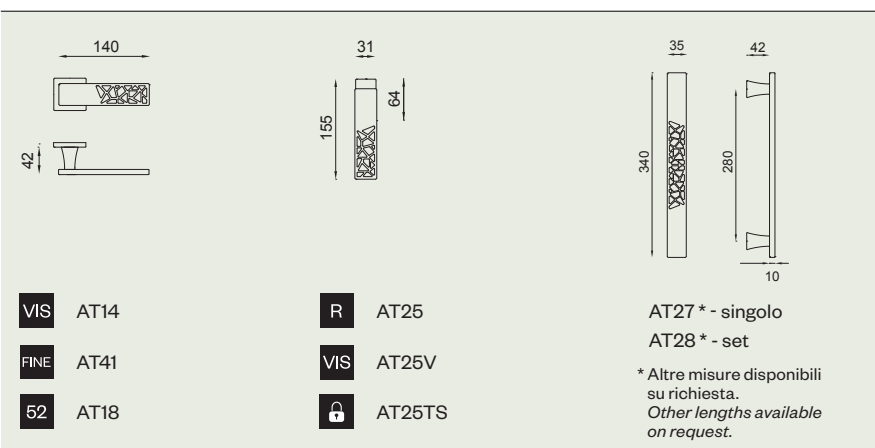 140
42
31
155
64
35
42
340
280
10
VIS AT14
FINE AT41
52 AT18
R AT25
VIS AT25V
AT25TS
AT27 * - singolo
AT28 * - set
* Altre misure disponibili
su richiesta.
Other lengths available
on request.